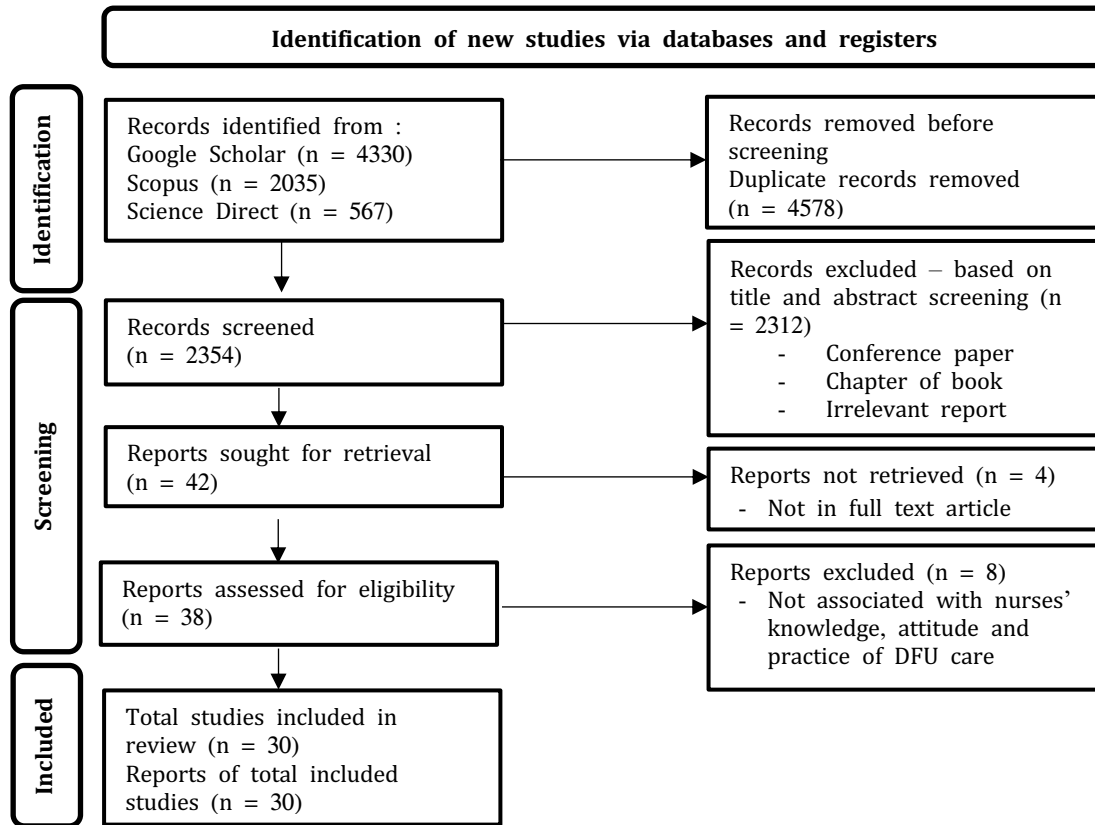 Identification of new studies via databases and registers
Identification
Records identified from :
Google Scholar (n = 4330)
Scopus (n = 2035)
Science Direct (n = 567)
Records removed before
screening
Duplicate records removed
(n = 4578)
Screening
Records screened
(n = 2354)
Records excluded – based on
title and abstract screening (n
= 2312)
- Conference paper
- Chapter of book
- Irrelevant report
Reports sought for retrieval
(n = 42)
Reports not retrieved (n = 4)
- Not in full text article
Reports assessed for eligibility
(n = 38)
Reports excluded (n = 8)
- Not associated with nurses’
knowledge, attitude and
practice of DFU care
Included
Total studies included in
review (n = 30)
Reports of total included
studies (n = 30)